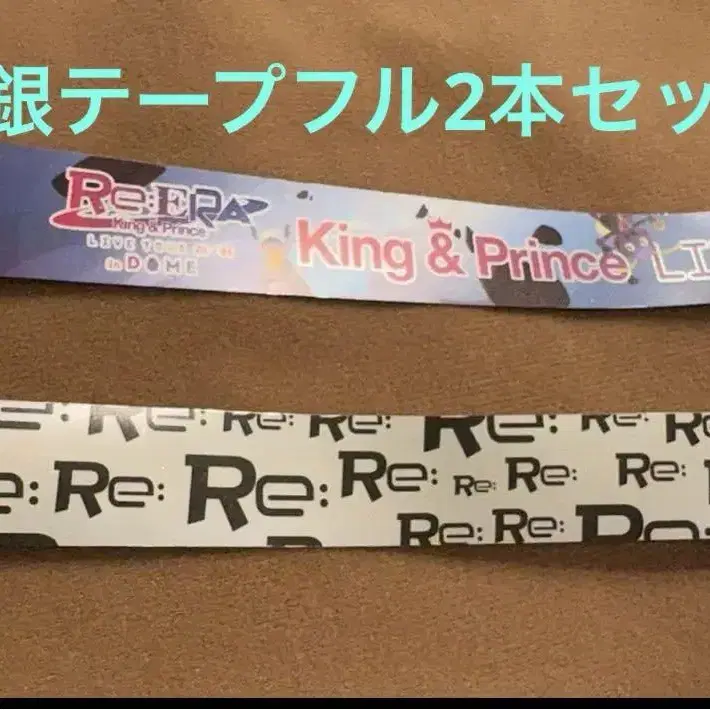 銀テープフル2本セッ
Re:ERA
King & Prince
LIVE TOUR
in DOME
King & Prince LI
Re: Re: Re: Re: Re: Re:
e: Re: Re: Re: Re: Re: Re:
Re: Re: